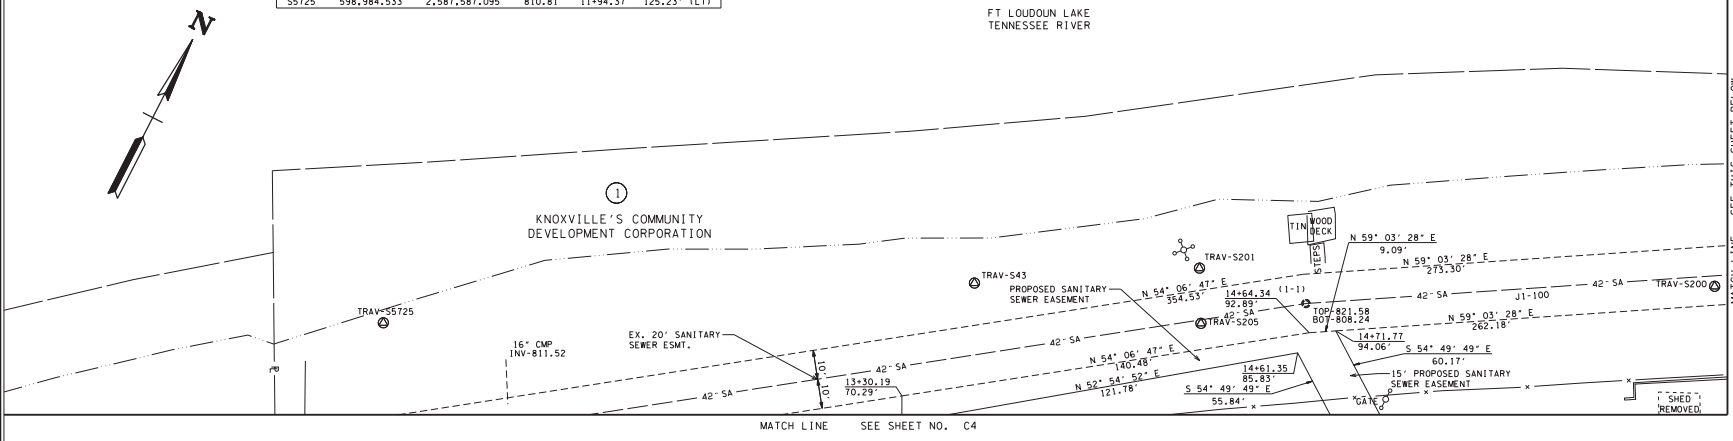 S5725 598,984.533 2,587,587.095 810.81 11+94.37 125.23' (LT)
FT LOUDOUN LAKE
TENNESSEE RIVER
N
1
KNOXVILLE'S COMMUNITY
DEVELOPMENT CORPORATION
TIN
WOOD
DECK
STEPS
N 59° 03' 28" E
9.09'
N 59° 03' 28" E
273.30'
TRAV-S201
TRAV-S43
PROPOSED SANITARY
SEWER EASEMENT
N 54° 06' 47" E
354.53'
14+64.34
92.89'
(1-1)
42" SA
42" SA
J1-100
42" SA
TRAV-S200
TRAV-S5725
TRAV-S205
TOP-821.58
BOT-808.24
N 59° 03' 28" E
262.18'
EX. 20' SANITARY
SEWER ESMT.
16" CMP
INV-811.52
42" SA
14+71.77
94.06'
S 54° 49' 49" E
60.17'
N 54° 06' 47" E
140.48'
10'
10'
42" SA
14+61.35
85.83'
15' PROPOSED SANITARY
SEWER EASEMENT
13+30.19
70.29'
N 52° 54' 52" E
121.78'
S 54° 49' 49" E
55.84'
42" SA
GATE
SHED
REMOVED
MATCH LINE SEE SHEET NO. C4